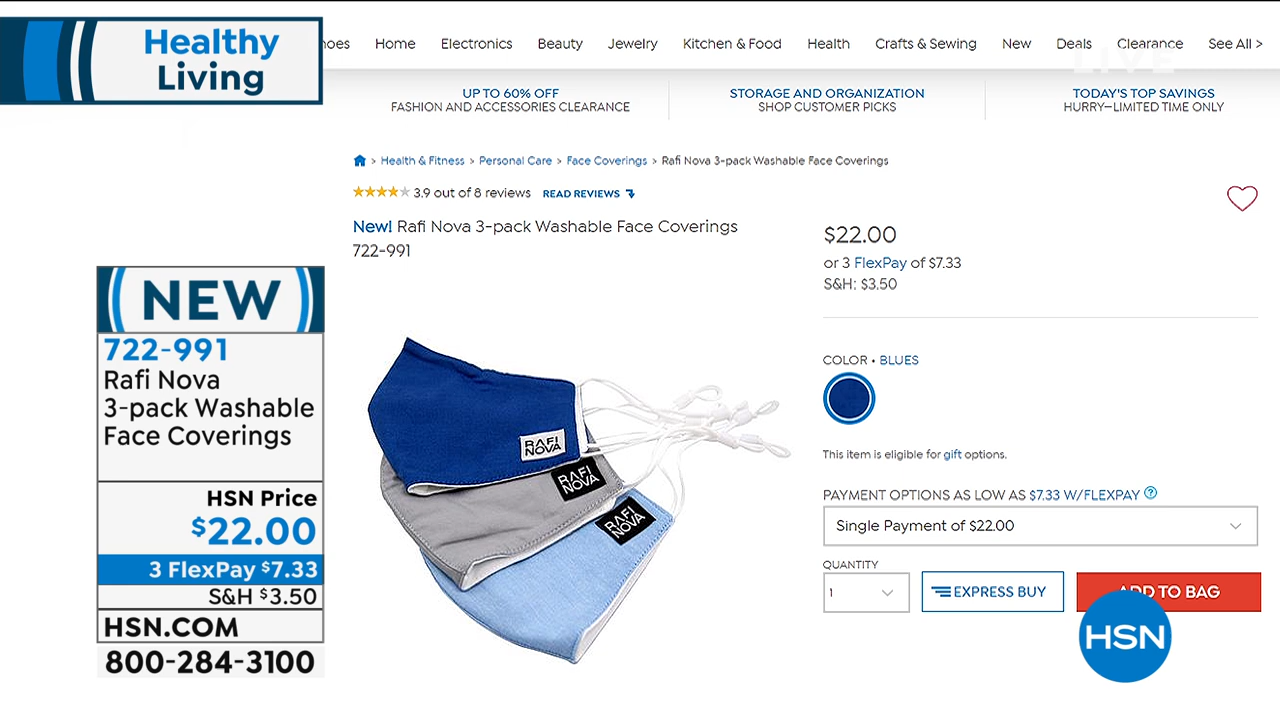 Healthy
Living
Home Electronics Beauty Jewelry Kitchen & Food Health Crafts & Sewing New Deals Clearance See All >
LIVE
UP TO 60% OFF
FASHION AND ACCESSORIES CLEARANCE
STORAGE AND ORGANIZATION
SHOP CUSTOMER PICKS
TODAY'S TOP SAVINGS
HURRY—LIMITED TIME ONLY
> Health & Fitness > Personal Care > Face Coverings > Rafi Nova 3-pack Washable Face Coverings
3.9 out of 8 reviews READ REVIEWS
New! Rafi Nova 3-pack Washable Face Coverings
722-991
$22.00
or 3 FlexPay of $7.33
S&H: $3.50
NEW
722-991
Rafi Nova
3-pack Washable
Face Coverings
HSN Price
$22.00
3 FlexPay $7.33
S&H $3.50
HSN.COM
800-284-3100
RAFI
NOVA
RAFI
NOVA
RAFI
NOVA
COLOR • BLUES
This item is eligible for gift options.
PAYMENT OPTIONS AS LOW AS $7.33 W/FLEXPAY ?
Single Payment of $22.00
QUANTITY
1
EXPRESS BUY
ADD TO BAG
HSN